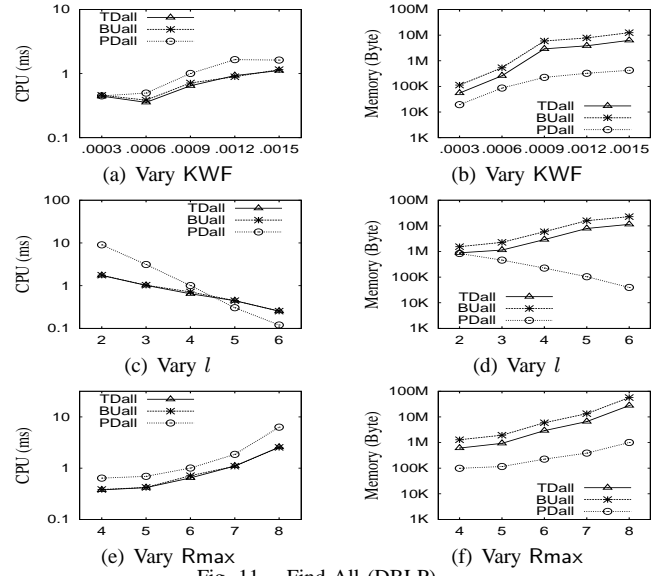 10
1
0.1
CPU (ms)
TDall
BUall
PDall
.0003 .0006 .0009 .0012 .0015
(a) Vary KWF
100M
10M
1M
100K
10K
1K
Memory (Byte)
TDall
BUall
PDall
.0003 .0006 .0009 .0012 .0015
(b) Vary KWF
100
10
1
0.1
CPU (ms)
TDall
BUall
PDall
2 3 4 5 6
(c) Vary l
100M
10M
1M
100K
10K
1K
Memory (Byte)
TDall
BUall
PDall
2 3 4 5 6
(d) Vary l
10
1
0.1
CPU (ms)
TDall
BUall
PDall
4 5 6 7 8
(e) Vary Rmax
100M
10M
1M
100K
10K
1K
Memory (Byte)
TDall
BUall
PDall
4 5 6 7 8
(f) Vary Rmax
Fig. 11. Find All (DBLP)